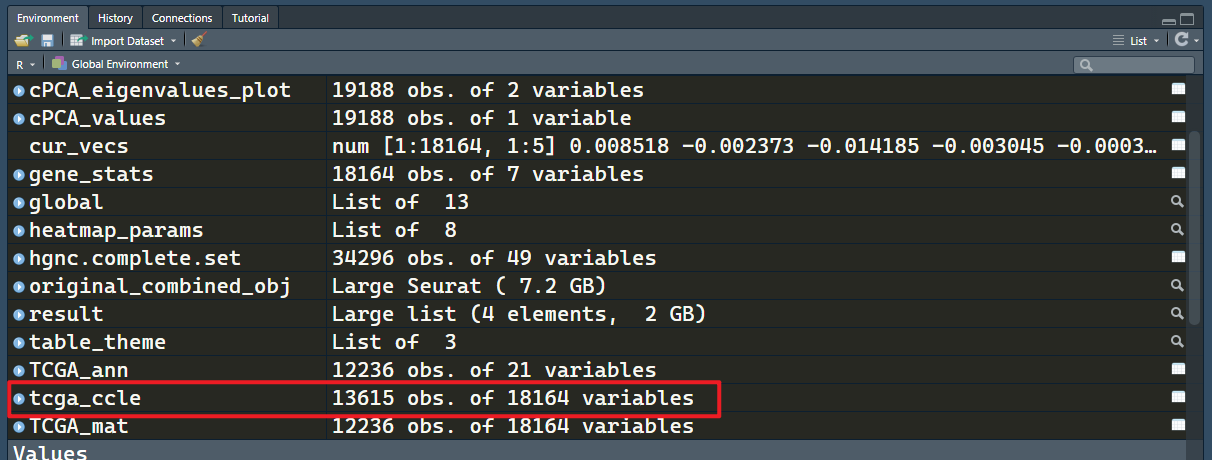 Environment History Connections Tutorial
Import Dataset List
R Global Environment
cPCA_eigenvalues_plot 19188 obs. of 2 variables
cPCA_values 19188 obs. of 1 variable
cur_vecs num [1:18164, 1:5] 0.008518 -0.002373 -0.014185 -0.003045 -0.0003…
gene_stats 18164 obs. of 7 variables
global List of  13
heatmap_params List of  8
hgnc.complete.set 34296 obs. of 49 variables
original_combined_obj Large Seurat ( 7.2 GB)
result Large list (4 elements,  2 GB)
table_theme List of  3
TCGA_ann 12236 obs. of 21 variables
tcga_ccle 13615 obs. of 18164 variables
TCGA_mat 12236 obs. of 18164 variables
Values